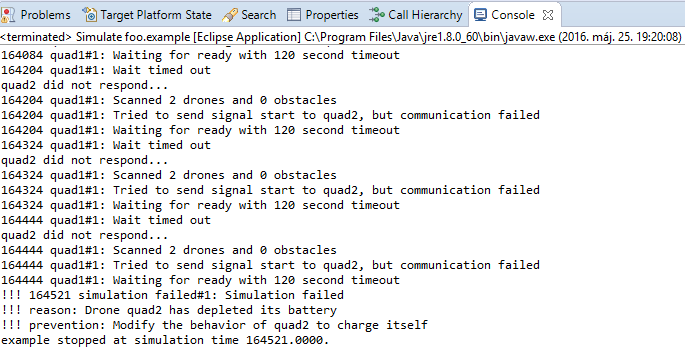 Problems Target Platform State Search Properties Call Hierarchy Console
<terminated> Simulate foo.example [Eclipse Application] C:\Program Files\Java\jre1.8.0_60\bin\javaw.exe (2016. máj. 25. 19:20:08)
164084 quad1#1: Waiting for ready with 120 second timeout
164204 quad1#1: Wait timed out
quad2 did not respond...
164204 quad1#1: Scanned 2 drones and 0 obstacles
164204 quad1#1: Tried to send signal start to quad2, but communication failed
164204 quad1#1: Waiting for ready with 120 second timeout
164324 quad1#1: Wait timed out
quad2 did not respond...
164324 quad1#1: Scanned 2 drones and 0 obstacles
164324 quad1#1: Tried to send signal start to quad2, but communication failed
164324 quad1#1: Waiting for ready with 120 second timeout
164444 quad1#1: Wait timed out
quad2 did not respond...
164444 quad1#1: Scanned 2 drones and 0 obstacles
164444 quad1#1: Tried to send signal start to quad2, but communication failed
164444 quad1#1: Waiting for ready with 120 second timeout
!!! 164521 simulation failed#1: Simulation failed
!!! reason: Drone quad2 has depleted its battery
!!! prevention: Modify the behavior of quad2 to charge itself
example stopped at simulation time 164521.0000.